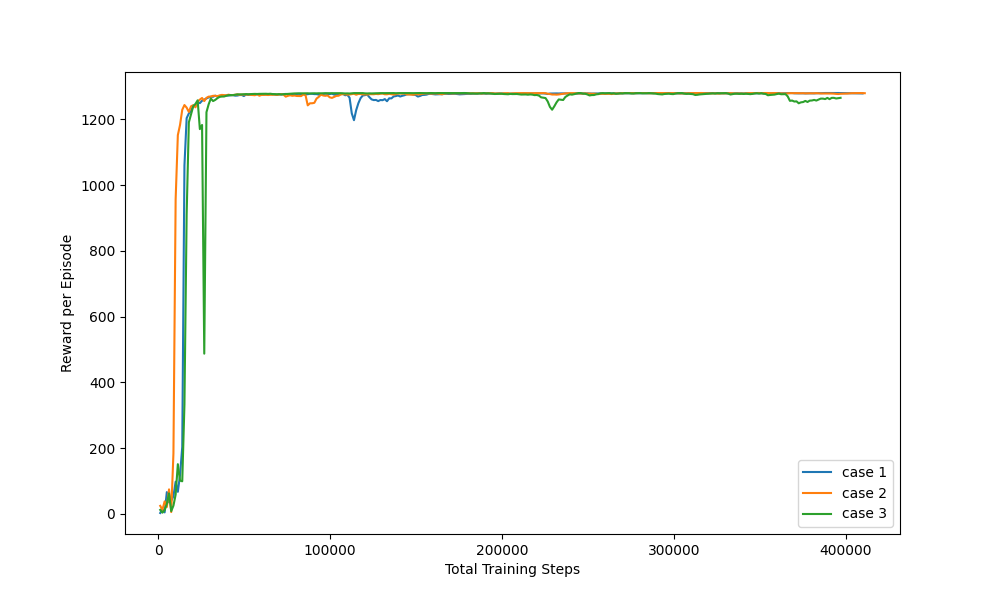 1200
1000
800
600
400
200
0
Reward per Episode
0 100000 200000 300000 400000
Total Training Steps
case 1
case 2
case 3